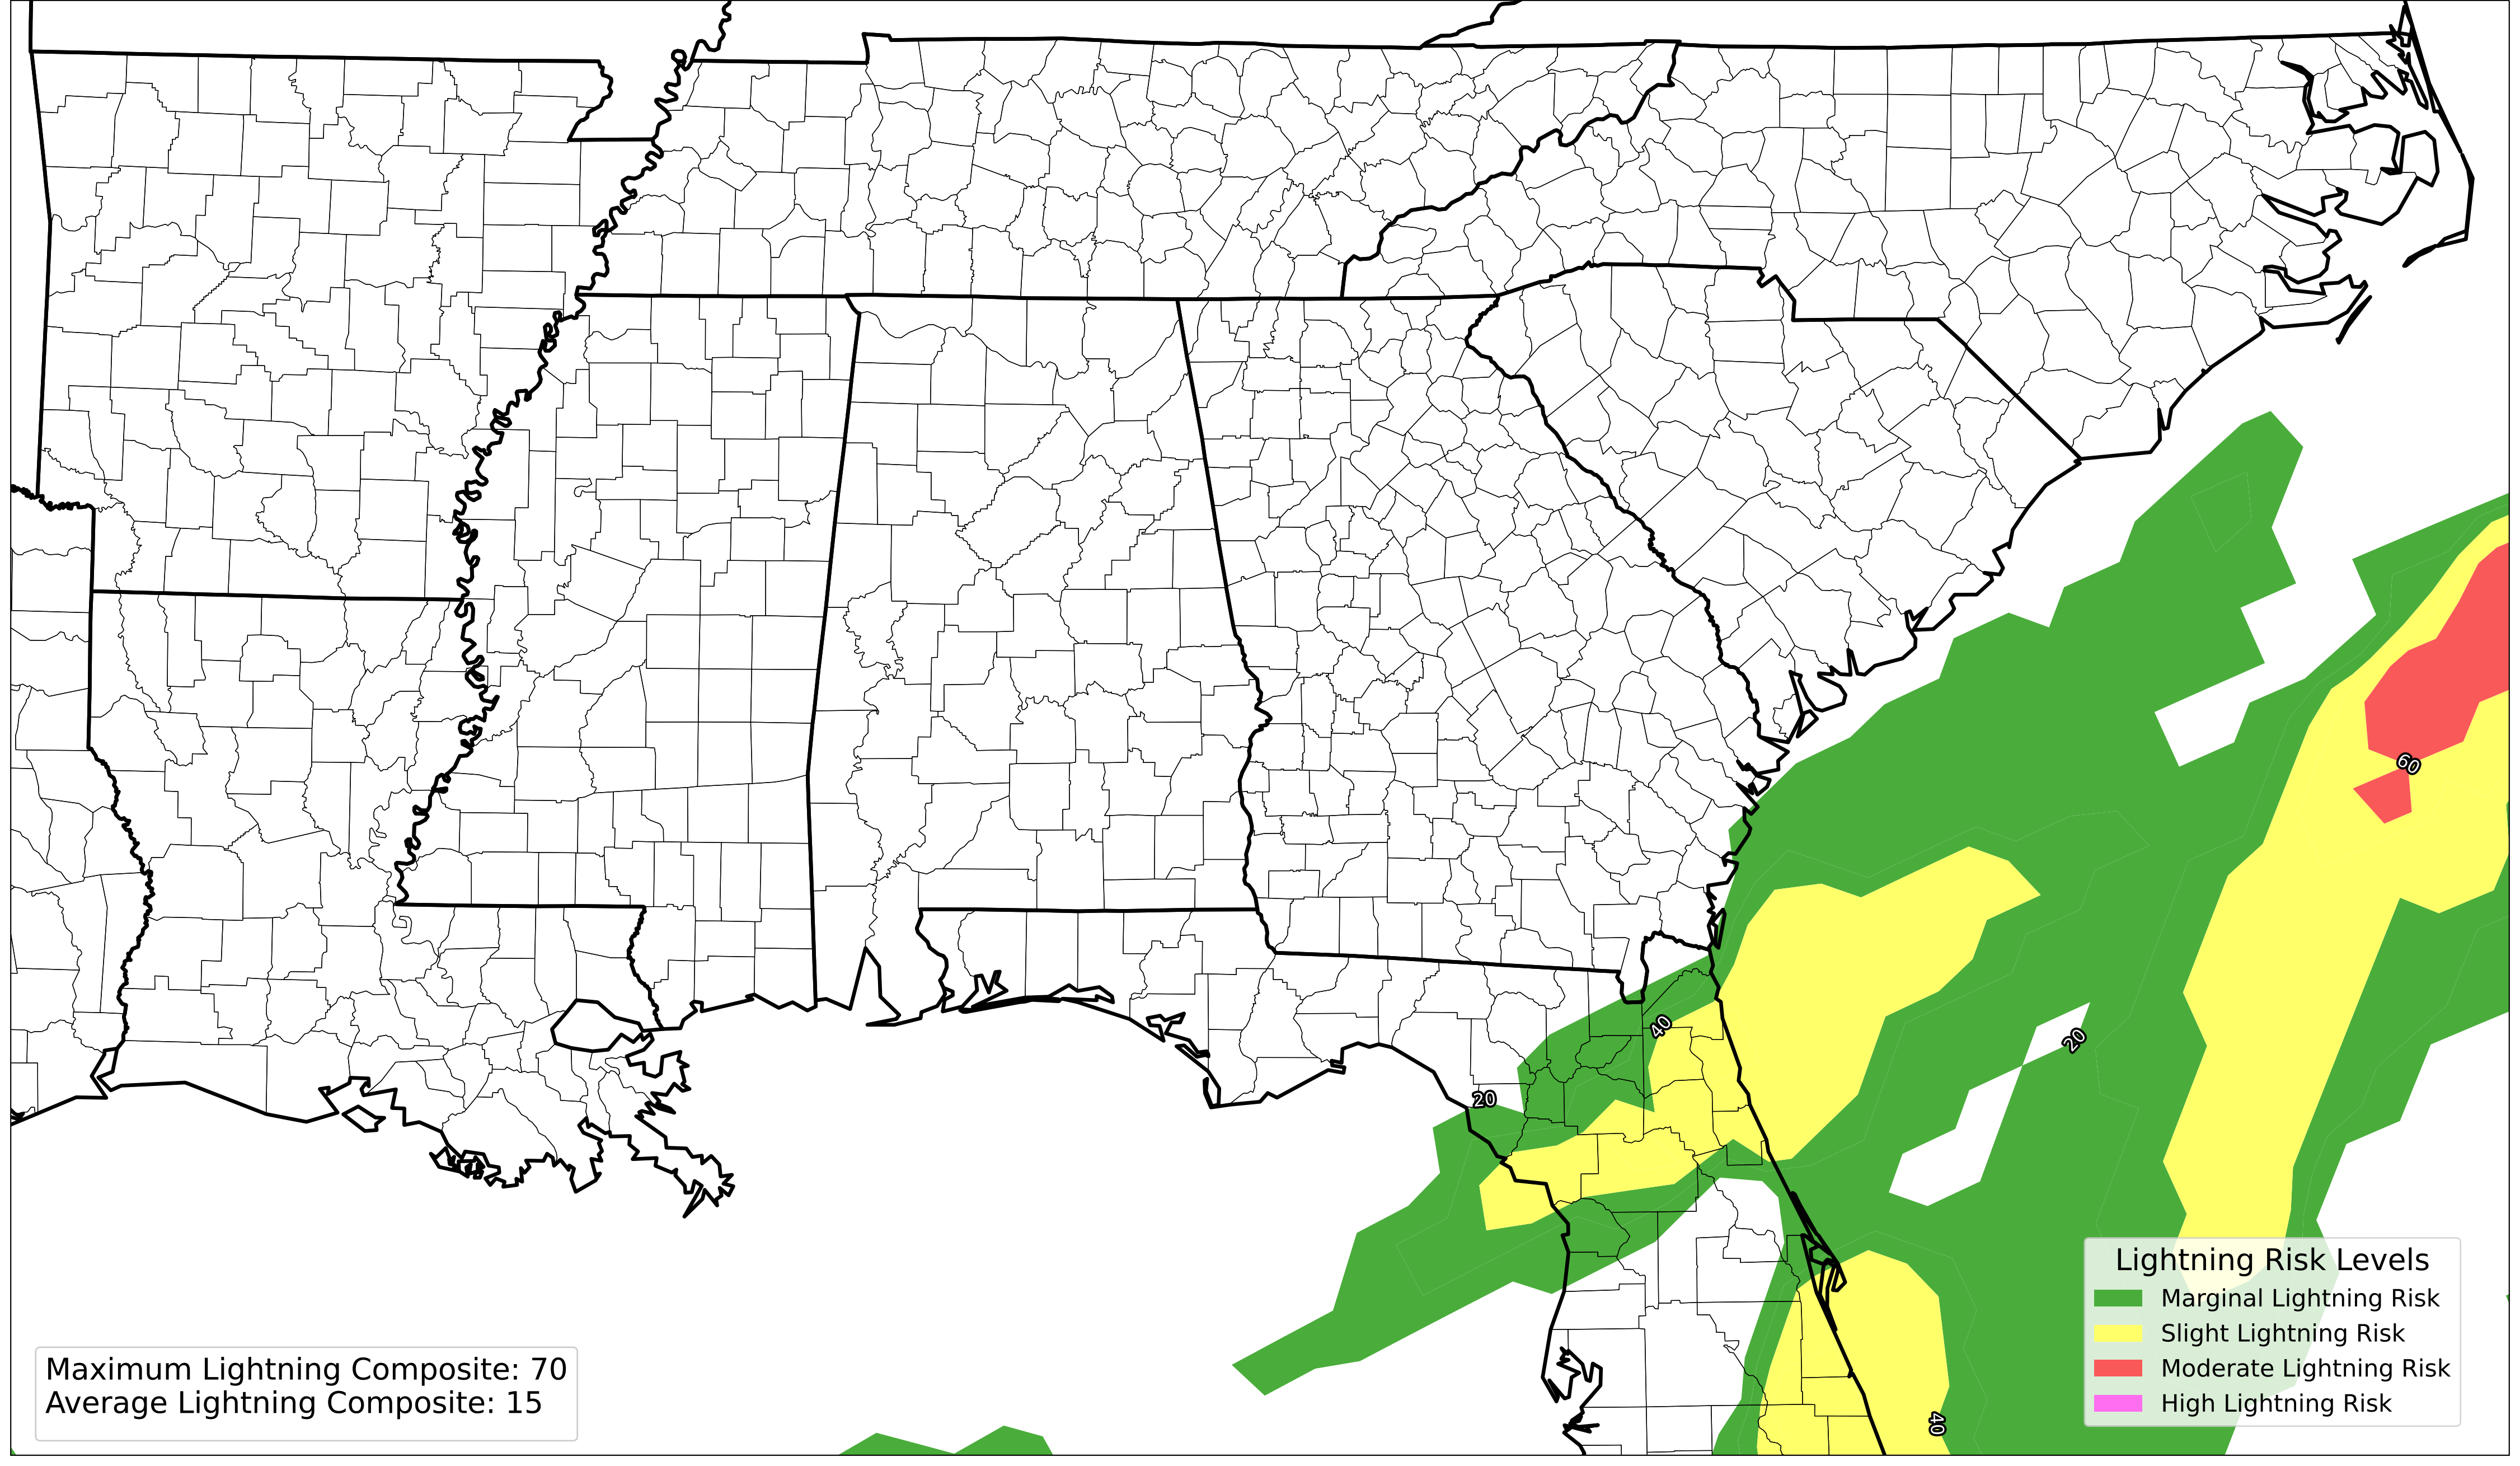 60
40
20
20
40
Lightning Risk Levels
Marginal Lightning Risk
Slight Lightning Risk
Moderate Lightning Risk
High Lightning Risk
Maximum Lightning Composite: 70
Average Lightning Composite: 15